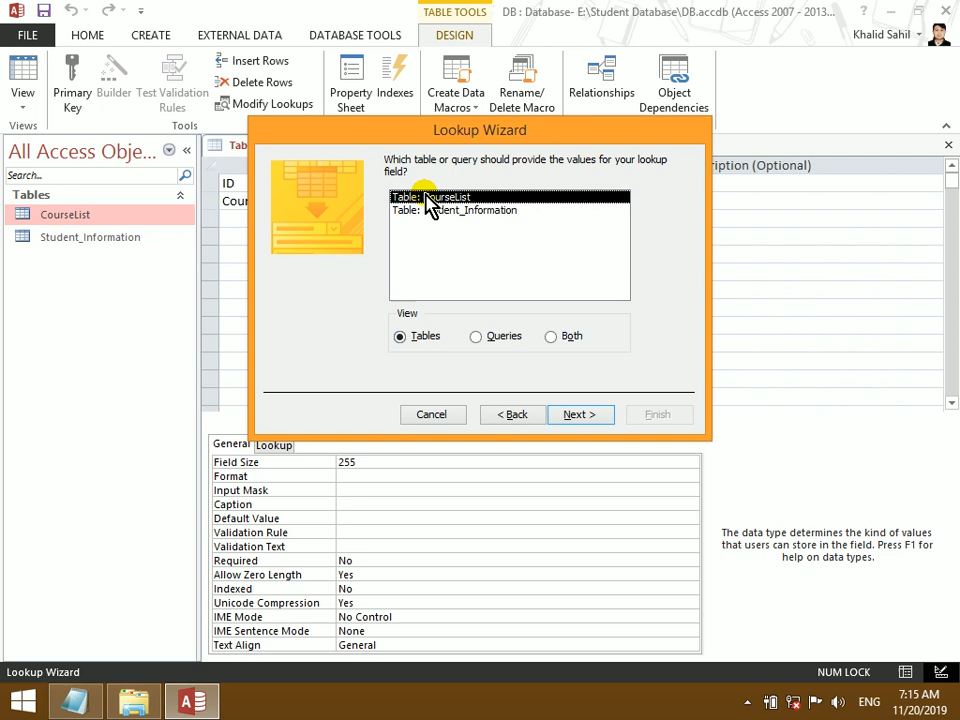 TABLE TOOLS
DB : Database- E:\Student Database\DB.accdb (Access 2007 - 2013...
FILE
HOME
CREATE
EXTERNAL DATA
DATABASE TOOLS
DESIGN
Khalid Sahil
View
Primary Key
Builder
Test Validation Rules
Insert Rows
Delete Rows
Modify Lookups
Property Sheet
Indexes
Create Data Macros
Rename/ Delete Macro
Relationships
Object Dependencies
Views
Tools
All Access Obje...
Search...
Tables
CourseList
Student_Information
Lookup Wizard
Which table or query should provide the values for your lookup
field?
Table: CourseList
Table: Student_Information
View
Tables
Queries
Both
Cancel
< Back
Next >
Finish
ID
General
Lookup
Field Size 255
Format
Input Mask
Caption
Default Value
Validation Rule
Validation Text
Required No
Allow Zero Length Yes
Indexed No
Unicode Compression Yes
IME Mode No Control
IME Sentence Mode None
Text Align General
The data type determines the kind of values
that users can store in the field. Press F1 for
help on data types.
Lookup Wizard
NUM LOCK
ENG
7:15 AM
11/20/2019